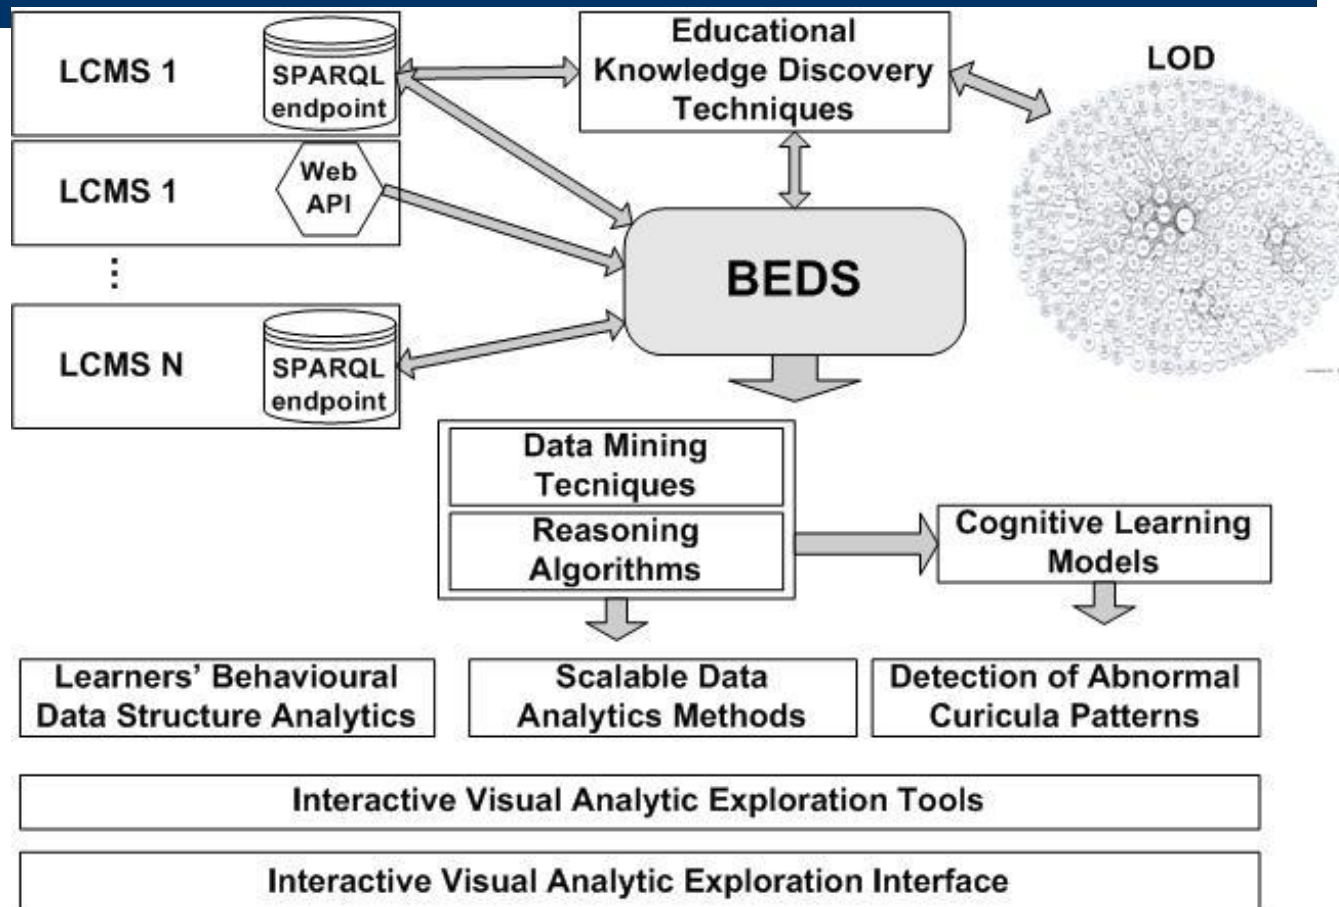 LCMS 1
SPARQL
endpoint
Educational
Knowledge Discovery
Techniques
LOD
LCMS 1
Web
API
...
BEDS
LCMS N
SPARQL
endpoint
Data Mining
Tecniques
Reasoning
Algorithms
Cognitive Learning
Models
Learners’ Behavioural
Data Structure Analytics
Scalable Data
Analytics Methods
Detection of Abnormal
Curicula Patterns
Interactive Visual Analytic Exploration Tools
Interactive Visual Analytic Exploration Interface